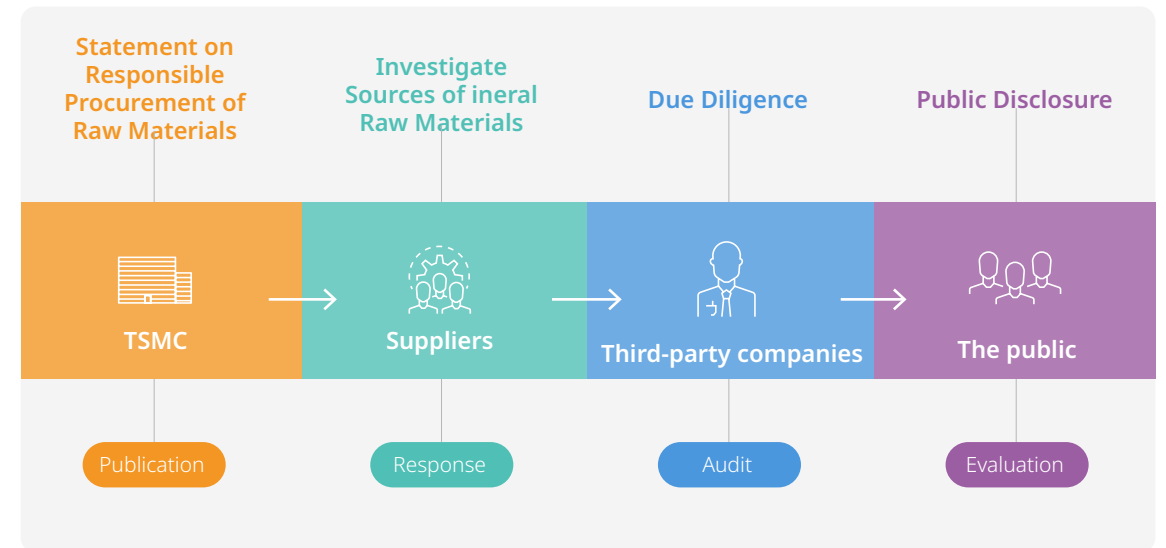 Statement on
Responsible
Procurement of
Raw Materials
Investigate
Sources of ineral
Raw Materials
Due Diligence
Public Disclosure
TSMC
Suppliers
Third-party companies
The public
Publication
Response
Audit
Evaluation